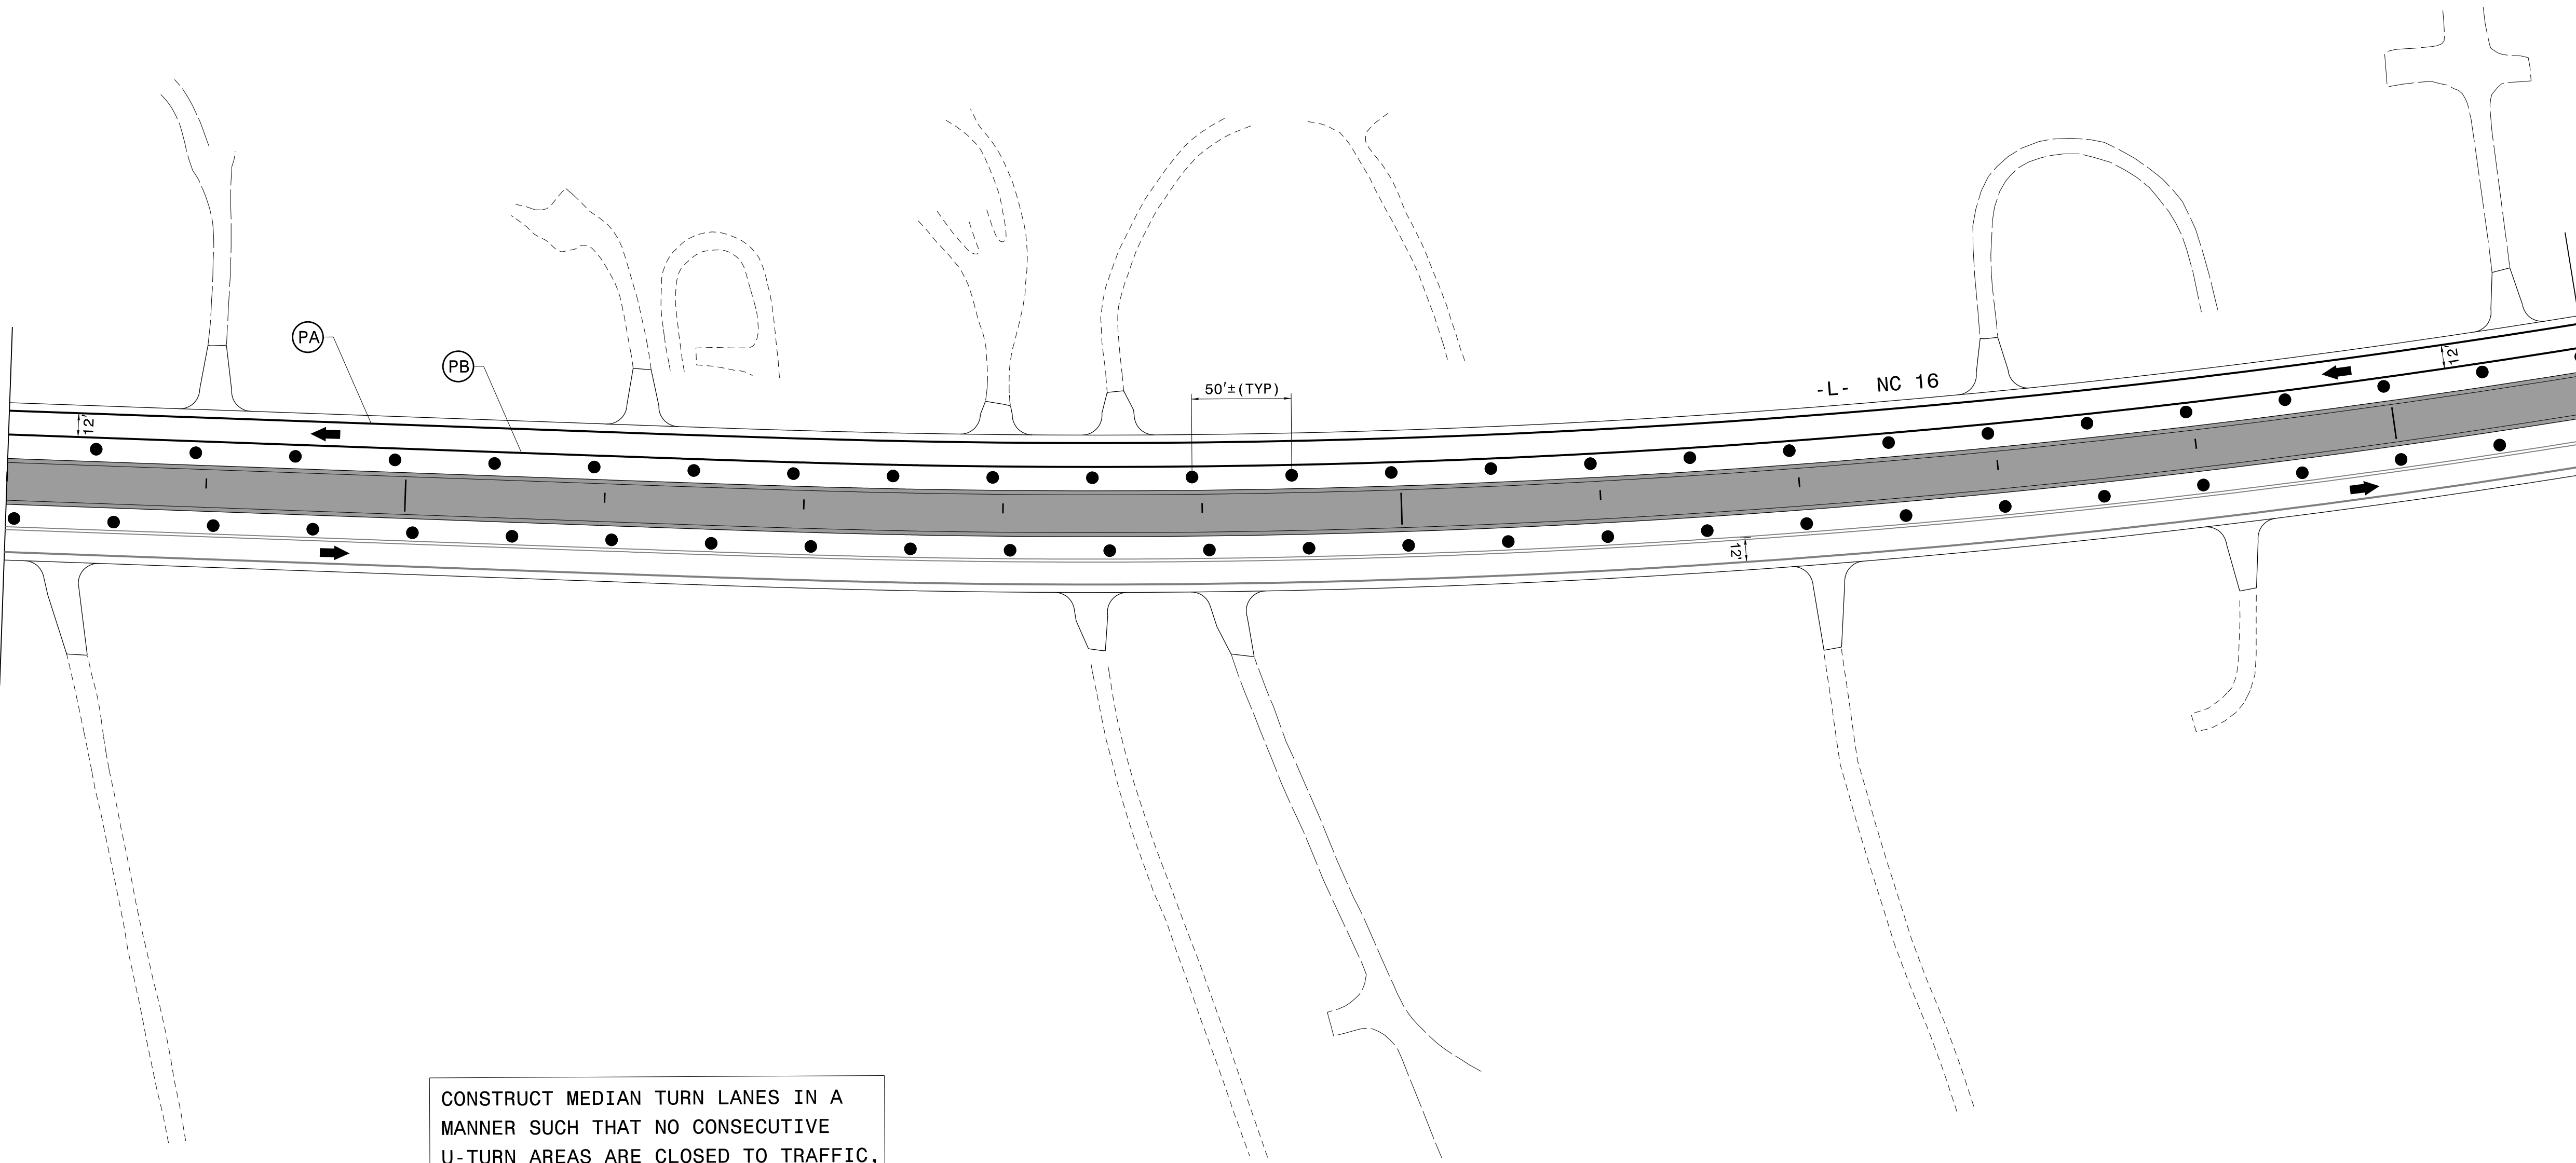 PA
PB
12'
50'±(TYP)
-L- NC 16
12'
12'
CONSTRUCT MEDIAN TURN LANES IN A
MANNER SUCH THAT NO CONSECUTIVE
U-TURN AREAS ARE CLOSED TO TRAFFIC,